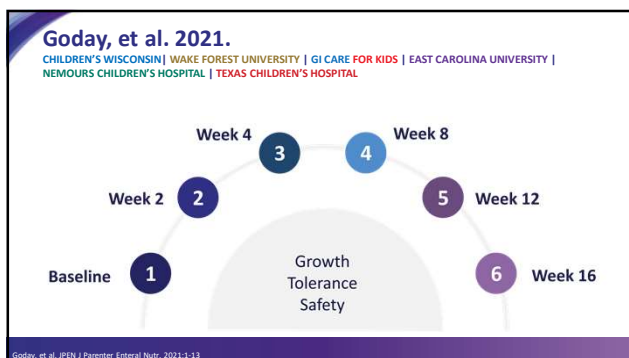 Goday, et al. 2021.
CHILDREN'S WISCONSIN| WAKE FOREST UNIVERSITY | GI CARE FOR KIDS | EAST CAROLINA UNIVERSITY |
NEMOURS CHILDREN'S HOSPITAL | TEXAS CHILDREN'S HOSPITAL
Week 4
3
4
Week 8
Week 2
2
5
Week 12
Baseline
1
6
Week 16
Growth
Tolerance
Safety
Goday, et al. JPEN J Parenter Enteral Nutr. 2021:1-13